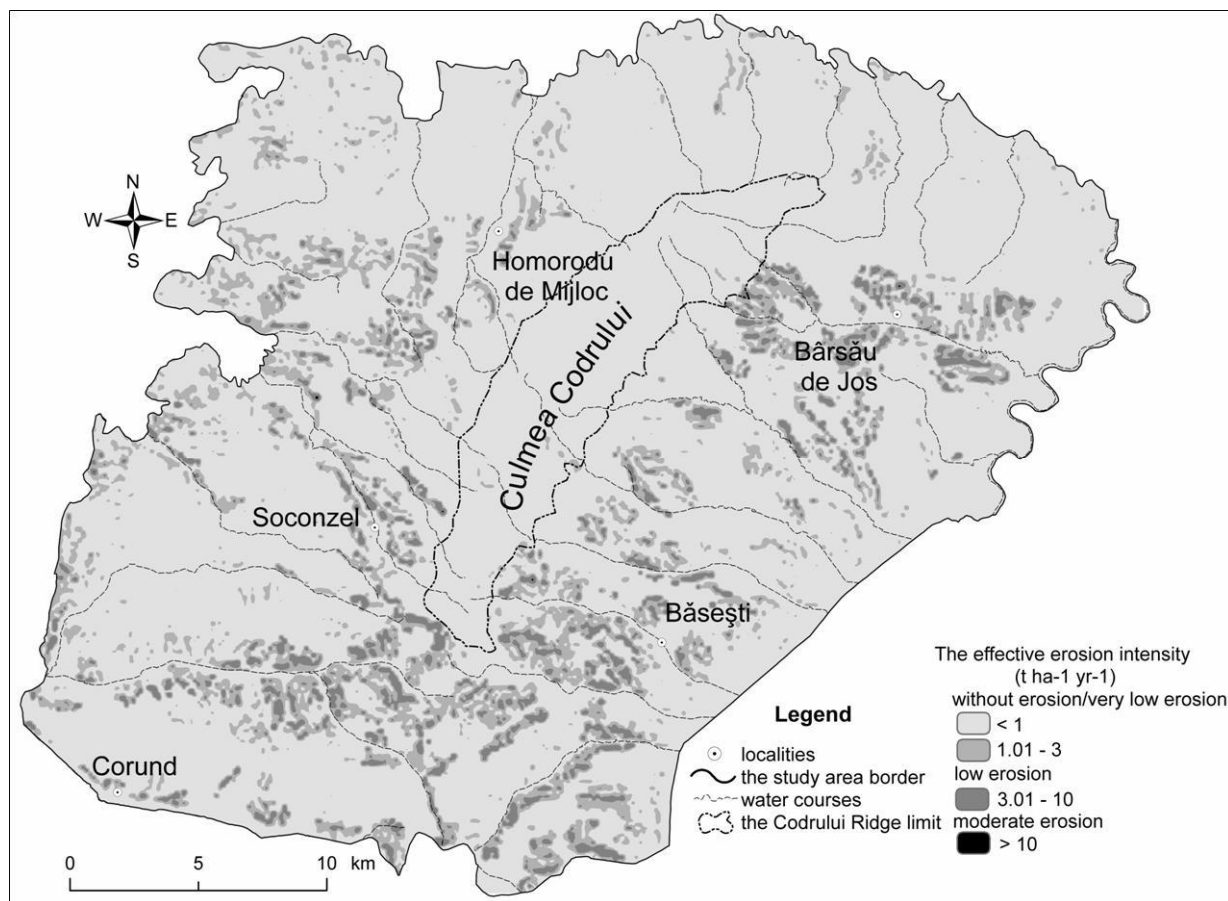 N
W E
S
Homorodu
de Mijloc
Culmea Codrului
Bârsău
de Jos
Soconzel
Băseşti
Corund
The effective erosion intensity
(t ha-1 yr-1)
without erosion/very low erosion
< 1
1.01 - 3
low erosion
3.01 - 10
moderate erosion
> 10
Legend
localities
the study area border
water courses
the Codrului Ridge limit
0 5 10 km